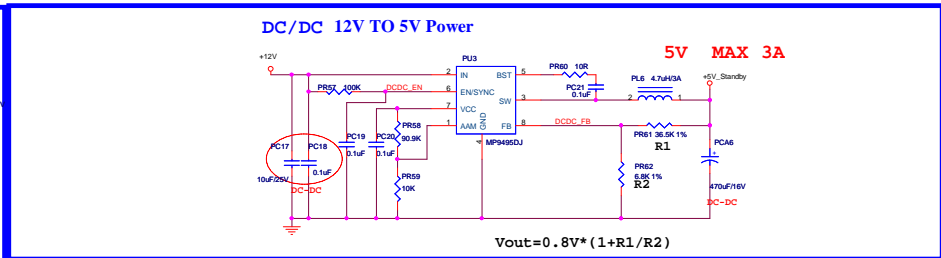 DC/DC 12V TO 5V Power
5V MAX 3A
+12V
PU3
PR60 10R
PL6 4.7uH/3A
+5V_Standby
2 IN BST 5
PR57 100K
DCDC_EN
6 EN/SYNC
PC21
0.1uF
SW 3
2 1
7 VCC
1 AAM
GND
4
FB 8
DCDC_FB
MP9495DJ
PR58
90.9K
PC19
0.1uF
PC20
0.1uF
PC17
10uF/25V
PC18
0.1uF
DC-DC
PR59
10K
PR61 36.5K 1%
R1
PR62
6.8K 1%
R2
PCA6
+
470uF/16V
DC-DC
Vout=0.8V*(1+R1/R2)